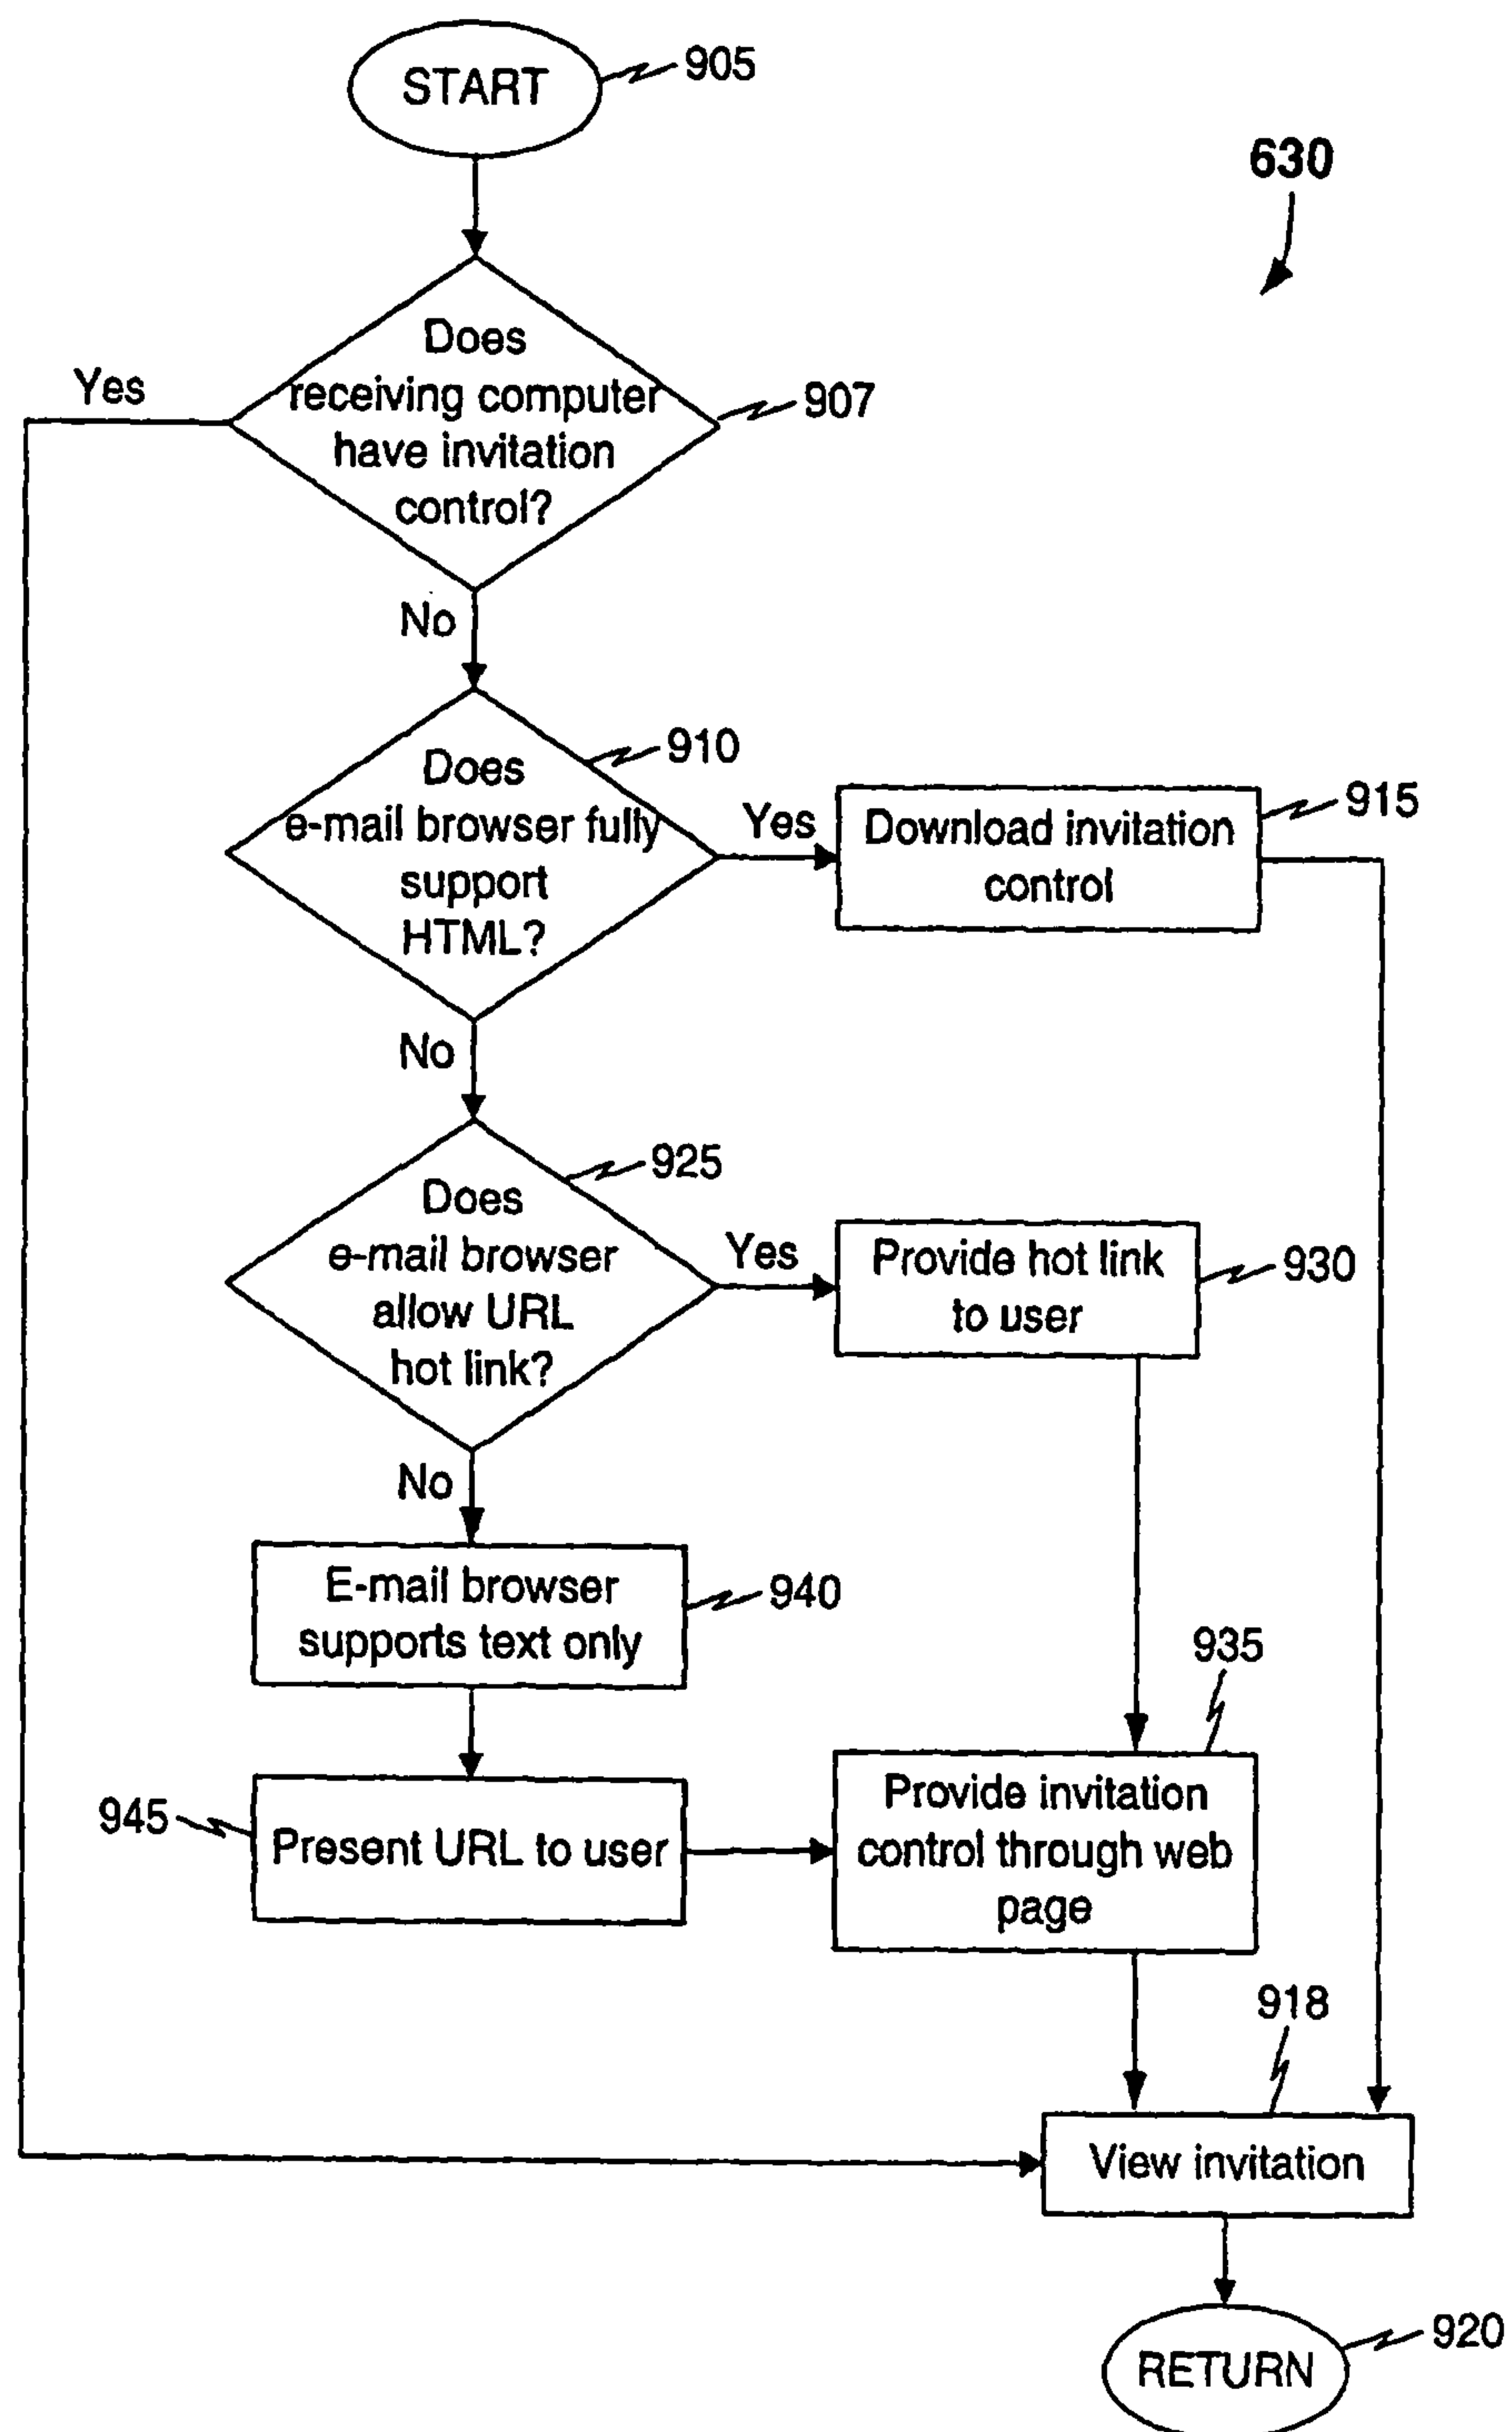 START
905
630
Does
receiving computer
have invitation
control?
907
Yes
No
Does
e-mail browser fully
support
HTML?
910
Yes
Download invitation
control
915
No
Does
e-mail browser
allow URL
hot link?
925
Yes
Provide hot link
to user
930
No
E-mail browser
supports text only
940
935
945
Present URL to user
Provide invitation
control through web
page
918
View invitation
920
RETURN